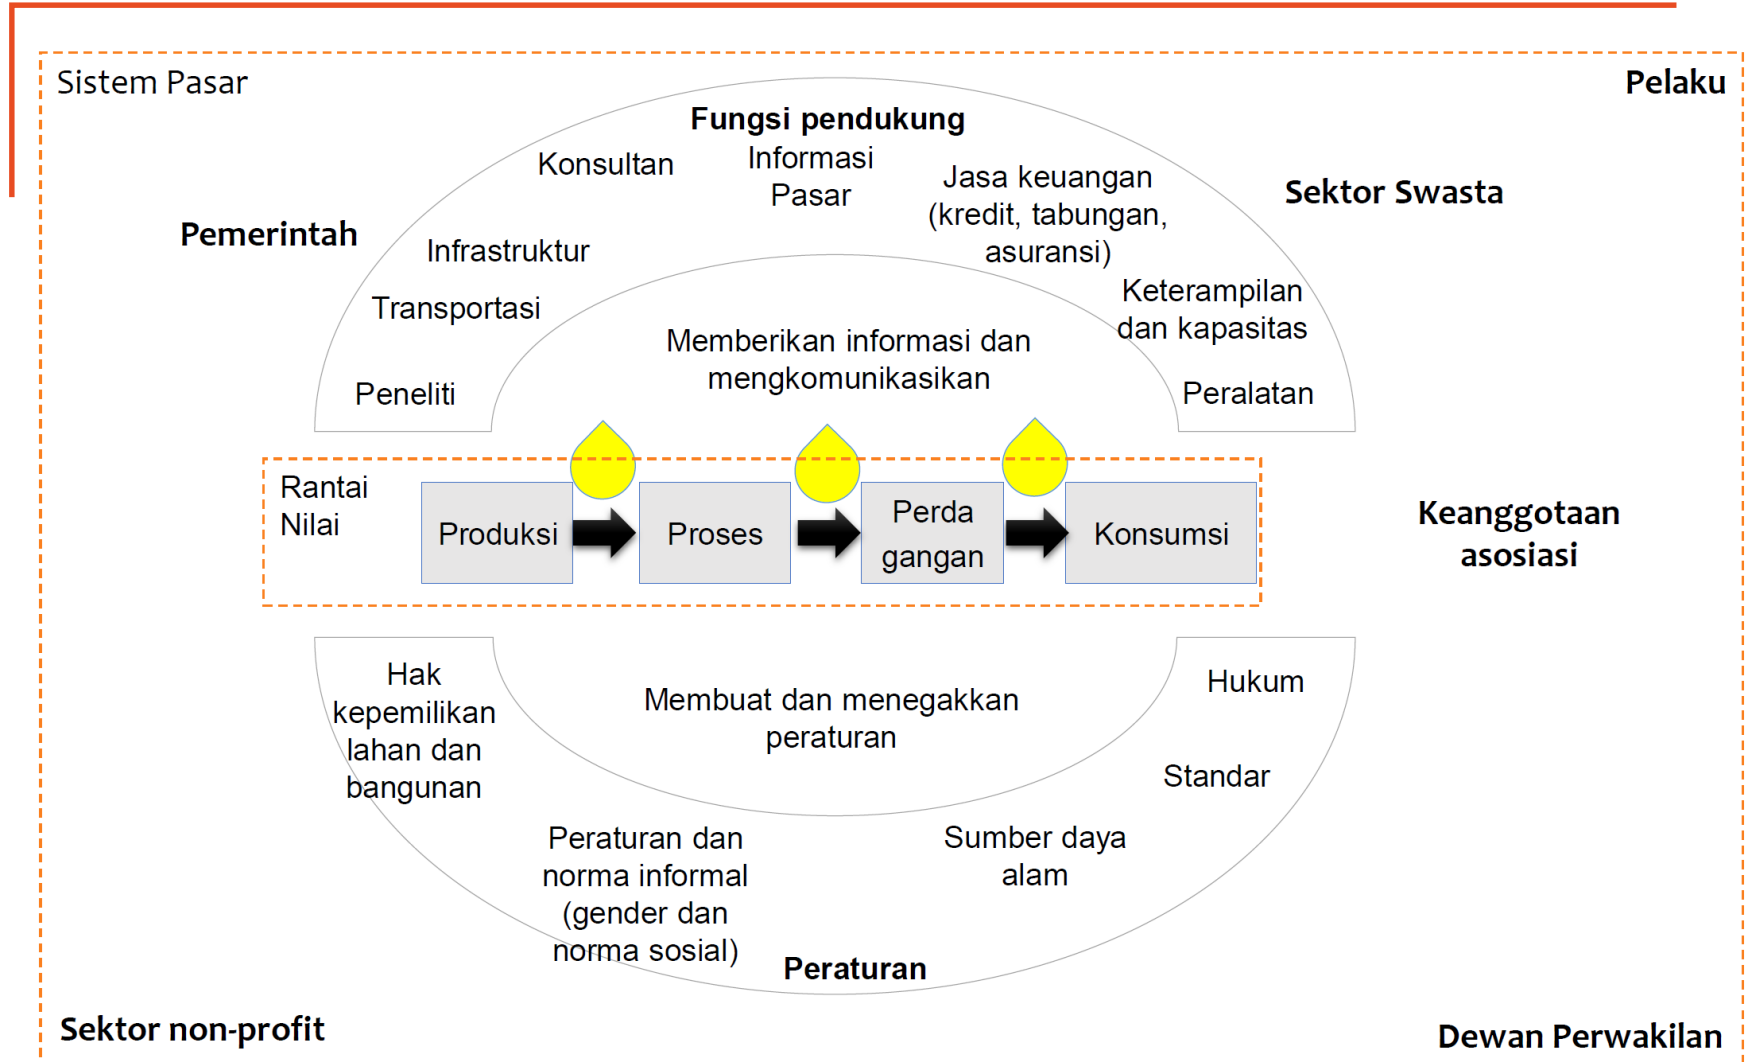 Sistem Pasar
Pelaku
Fungsi pendukung
Konsultan
Informasi
Pasar
Jasa keuangan
(kredit, tabungan,
asuransi)
Sektor Swasta
Pemerintah
Infrastruktur
Transportasi
Keterampilan
dan kapasitas
Memberikan informasi dan
mengkomunikasikan
Peneliti
Peralatan
Rantai
Nilai
Produksi
Proses
Perda
gangan
Konsumsi
Keanggotaan
asosiasi
Hak
kepemilikan
lahan dan
bangunan
Membuat dan menegakkan
peraturan
Hukum
Standar
Peraturan dan
norma informal
(gender dan
norma sosial)
Sumber daya
alam
Peraturan
Sektor non-profit
Dewan Perwakilan